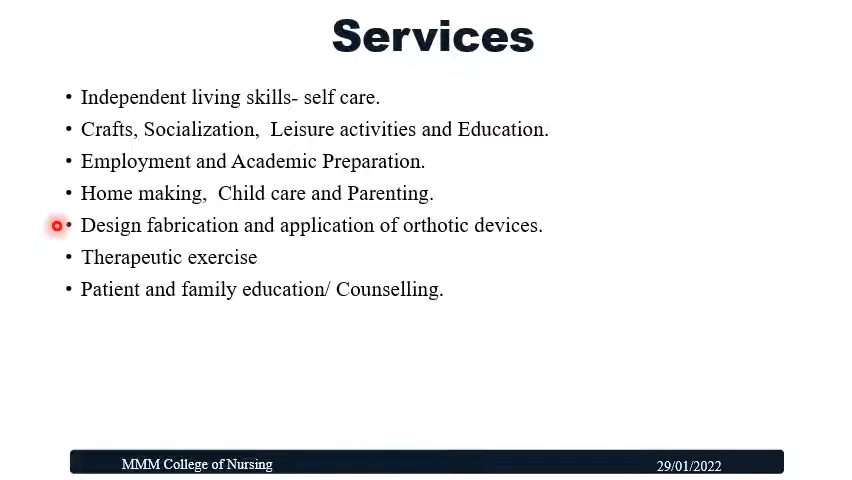 Services
• Independent living skills- self care.
• Crafts, Socialization,  Leisure activities and Education.
• Employment and Academic Preparation.
• Home making,  Child care and Parenting.
• Design fabrication and application of orthotic devices.
• Therapeutic exercise
• Patient and family education/ Counselling.
MMM College of Nursing
29/01/2022